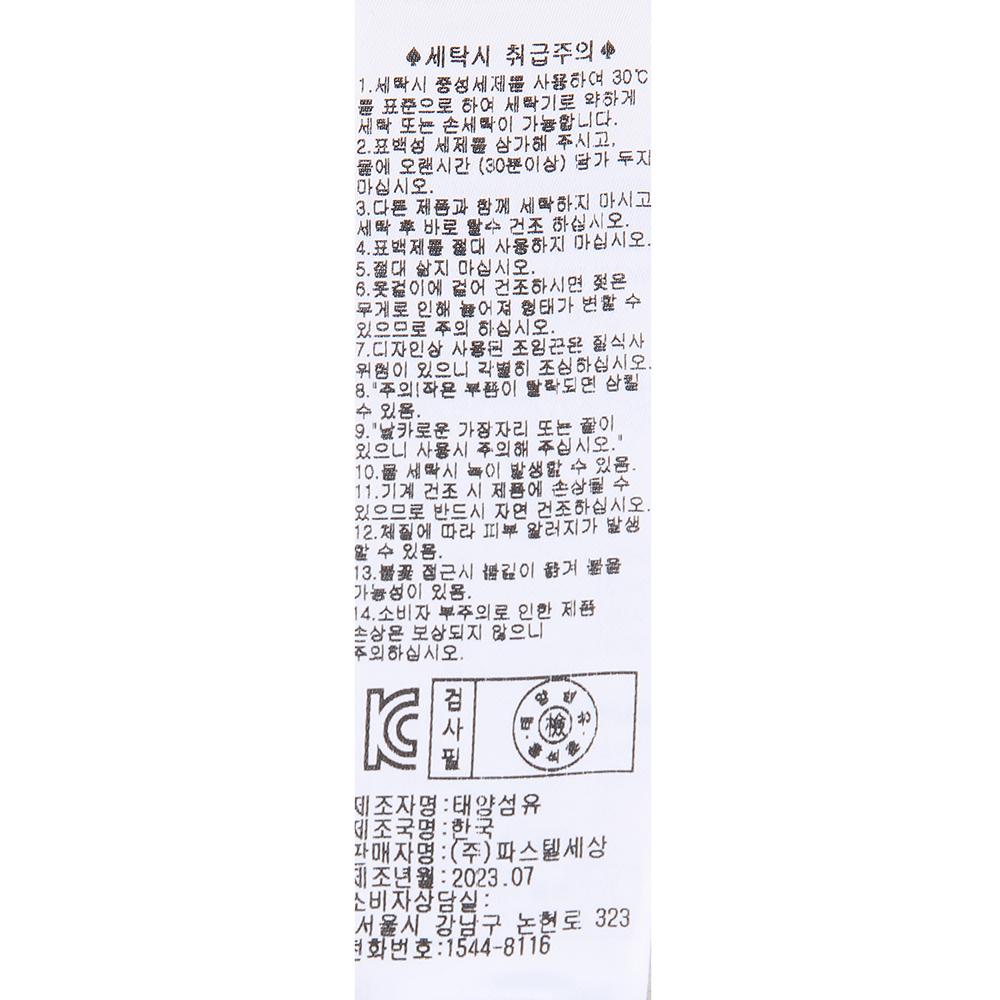 ♠세탁시 취급주의♠
1.세탁시 중성세제를 사용하여 30℃
를 표준으로 하여 세탁기로 약하게
세탁 또는 손세탁이 가능합니다.
2.표백성 세제를 삼가해 주시고,
물에 오랜시간 (30분이상) 담가 두지
마십시오.
3.다른 제품과 함께 세탁하지 마시고
세탁 후 바로 탈수 건조 하십시오.
4.표백제를 절대 사용하지 마십시오.
5.절대 삶지 마십시오.
6.옷걸이에 걸어 건조하시면 젖은
무게로 인해 늘어져 형태가 변할 수
있으므로 주의 하십시오.
7.디자인상 사용된 조임끈은 질식사
위험이 있으니 각별히 조심하십시오.
8."주의!작은 부품이 탈락되면 삼킬
수 있음.
9."날카로운 가장자리 또는 끝이
있으니 사용시 주의해 주십시오."
10.물 세탁시 녹이 발생할 수 있음.
11.기계 건조 시 제품에 손상될 수
있으므로 반드시 자연 건조하십시오.
12.체질에 따라 피부 알러지가 발생
할 수 있음.
13.불꽃 접근시 불길이 옮겨 붙을
가능성이 있음.
14.소비자 부주의로 인한 제품
손상은 보상되지 않으니
주의하십시오.
KC
검사필
檢
제조자명:태양섬유
제조국명:한국
판매자명:(주)파스텔세상
제조년월:2023.07
소비자상담실:
서울시 강남구 논현로 323
전화번호:1544-8116